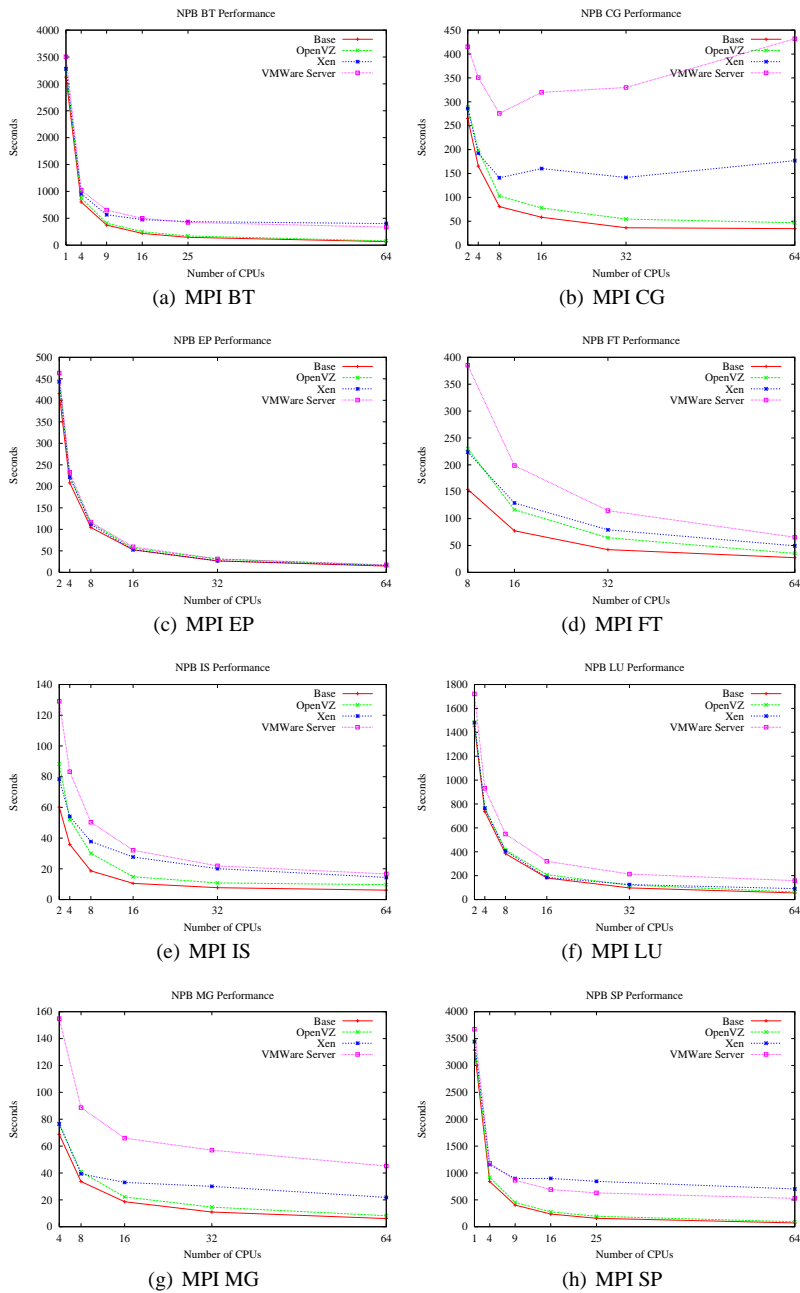 NPB BT Performance
4000
3500
3000
2500
2000
1500
1000
500
0
Seconds
Base
OpenVZ
Xen
VMWare Server
1 4 9 16 25 64
Number of CPUs
(a) MPI BT
NPB CG Performance
450
400
350
300
250
200
150
100
50
0
Seconds
Base
OpenVZ
Xen
VMWare Server
2 4 8 16 32 64
Number of CPUs
(b) MPI CG
NPB EP Performance
500
450
400
350
300
250
200
150
100
50
0
Seconds
Base
OpenVZ
Xen
VMWare Server
2 4 8 16 32 64
Number of CPUs
(c) MPI EP
NPB FT Performance
400
350
300
250
200
150
100
50
0
Seconds
Base
OpenVZ
Xen
VMWare Server
8 16 32 64
Number of CPUs
(d) MPI FT
NPB IS Performance
140
120
100
80
60
40
20
0
Seconds
Base
OpenVZ
Xen
VMWare Server
2 4 8 16 32 64
Number of CPUs
(e) MPI IS
NPB LU Performance
1800
1600
1400
1200
1000
800
600
400
200
0
Seconds
Base
OpenVZ
Xen
VMWare Server
2 4 8 16 32 64
Number of CPUs
(f) MPI LU
NPB MG Performance
160
140
120
100
80
60
40
20
0
Seconds
Base
OpenVZ
Xen
VMWare Server
4 8 16 32 64
Number of CPUs
(g) MPI MG
NPB SP Performance
4000
3500
3000
2500
2000
1500
1000
500
0
Seconds
Base
OpenVZ
Xen
VMWare Server
1 4 9 16 25 64
Number of CPUs
(h) MPI SP